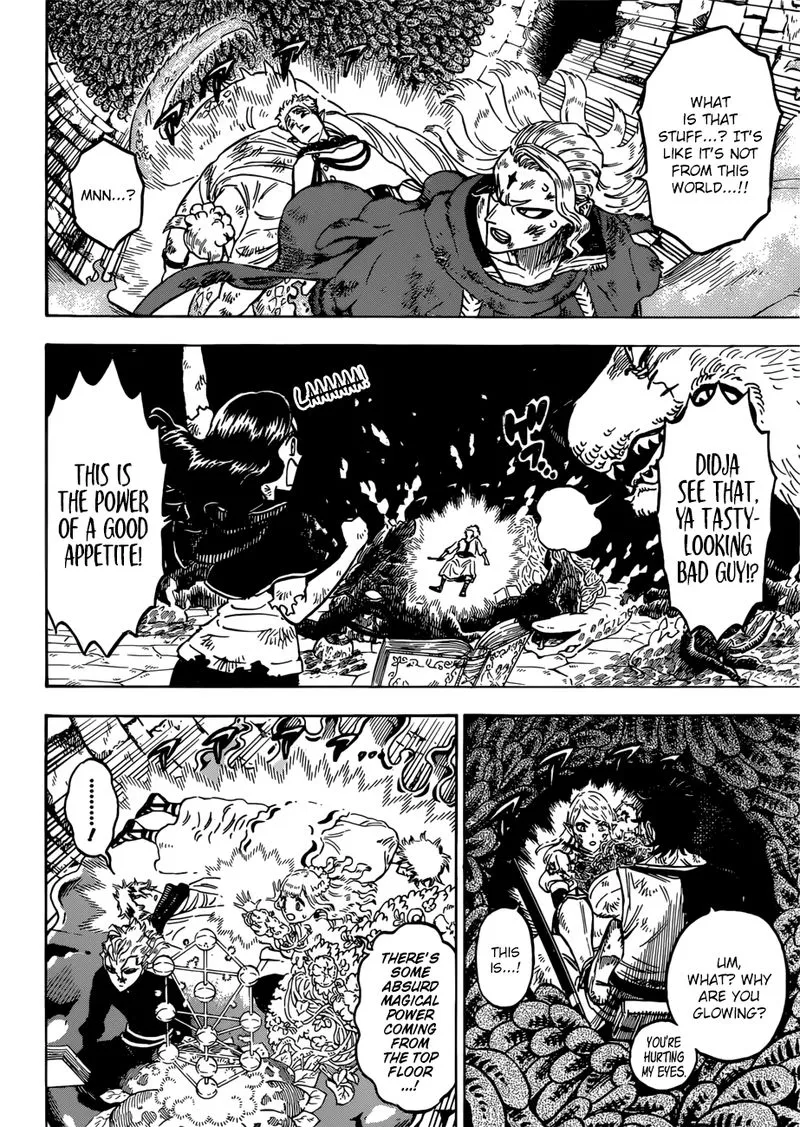 WHAT
IS THAT
STUFF...? IT'S
LIKE IT'S NOT
FROM THIS
WORLD...!!
MNN...?
DIDJA
SEE THAT,
YA TASTY-
LOOKING
BAD GUY!?
LAAAAAA!
THIS IS
THE POWER
OF A GOOD
APPETITE!
UM,
WHAT? WHY
ARE YOU
GLOWING?
YOU'RE
HURTING
MY EYES.
THIS
IS...!
THERE'S
SOME
ABSURD
MAGICAL
POWER
COMING
FROM THE
TOP
FLOOR
...!
.........